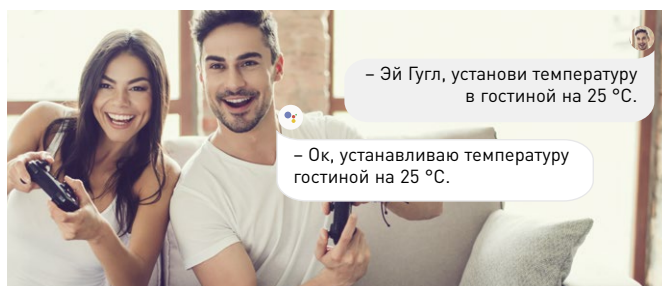 – Эй Гугл, установи температуру
в гостиной на 25 °C.
– Ок, устанавливаю температуру
гостиной на 25 °C.